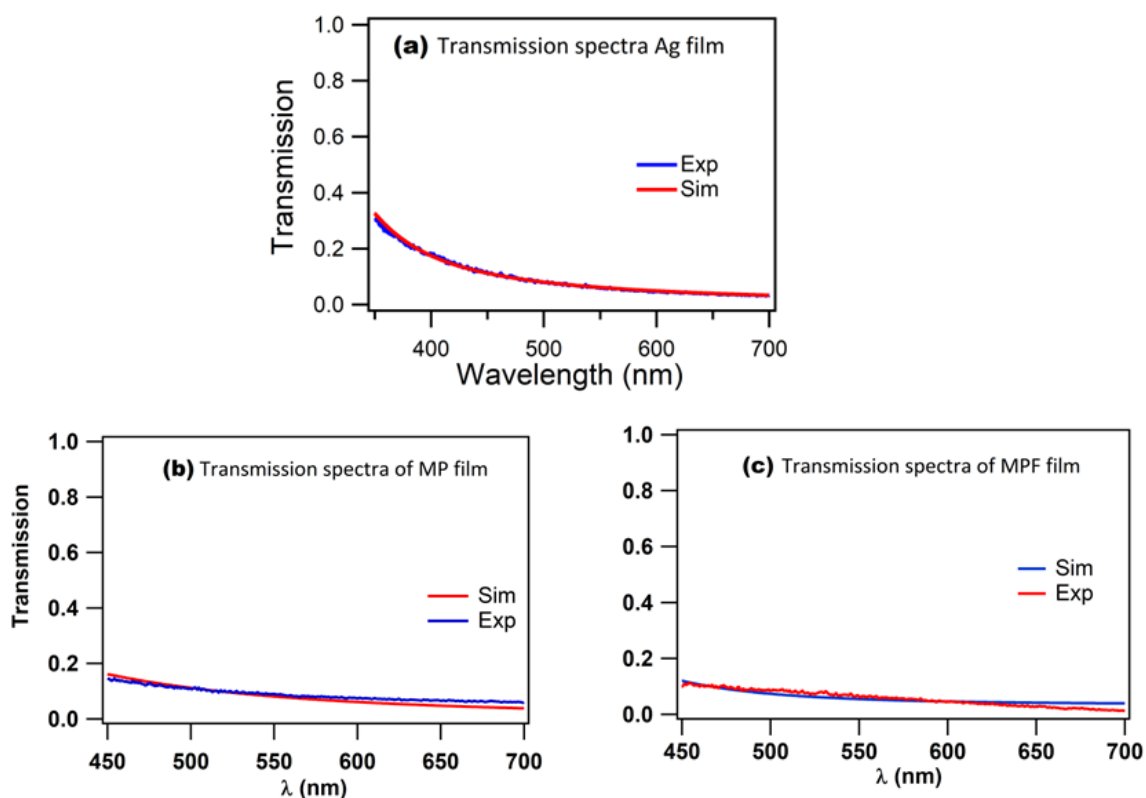 (a) Transmission spectra Ag film
Transmission
1.0
0.8
0.6
0.4
0.2
0.0
Exp
Sim
400 500 600 700
Wavelength (nm)
(b) Transmission spectra of MP film
Transmission
1.0
0.8
0.6
0.4
0.2
0.0
Sim
Exp
450 500 550 600 650 700
λ (nm)
(c) Transmission spectra of MPF film
1.0
0.8
0.6
0.4
0.2
0.0
Sim
Exp
450 500 550 600 650 700
λ (nm)